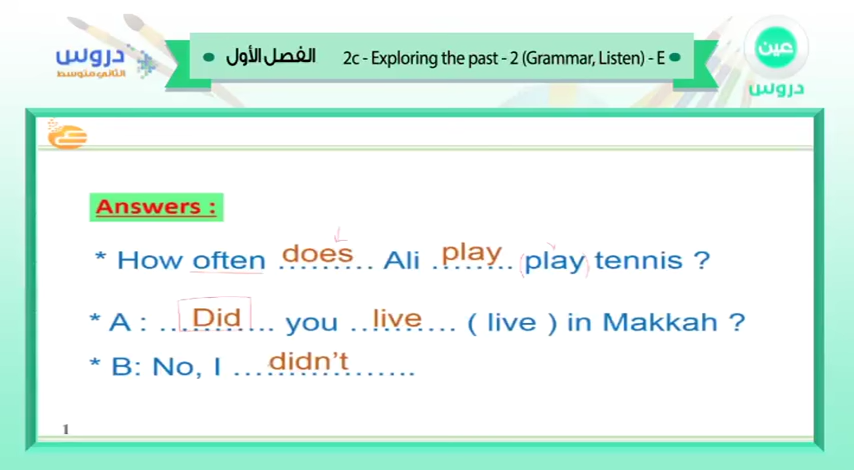 دروس
الثاني متوسط
الفصل الأول 2c - Exploring the past - 2 (Grammar, Listen) - E
عين
دروس
Answers :
* How often does......... Ali play........ (play) tennis ?
* A : ...Did......... you ...live......... ( live ) in Makkah ?
* B: No, I ...didn't...............
1